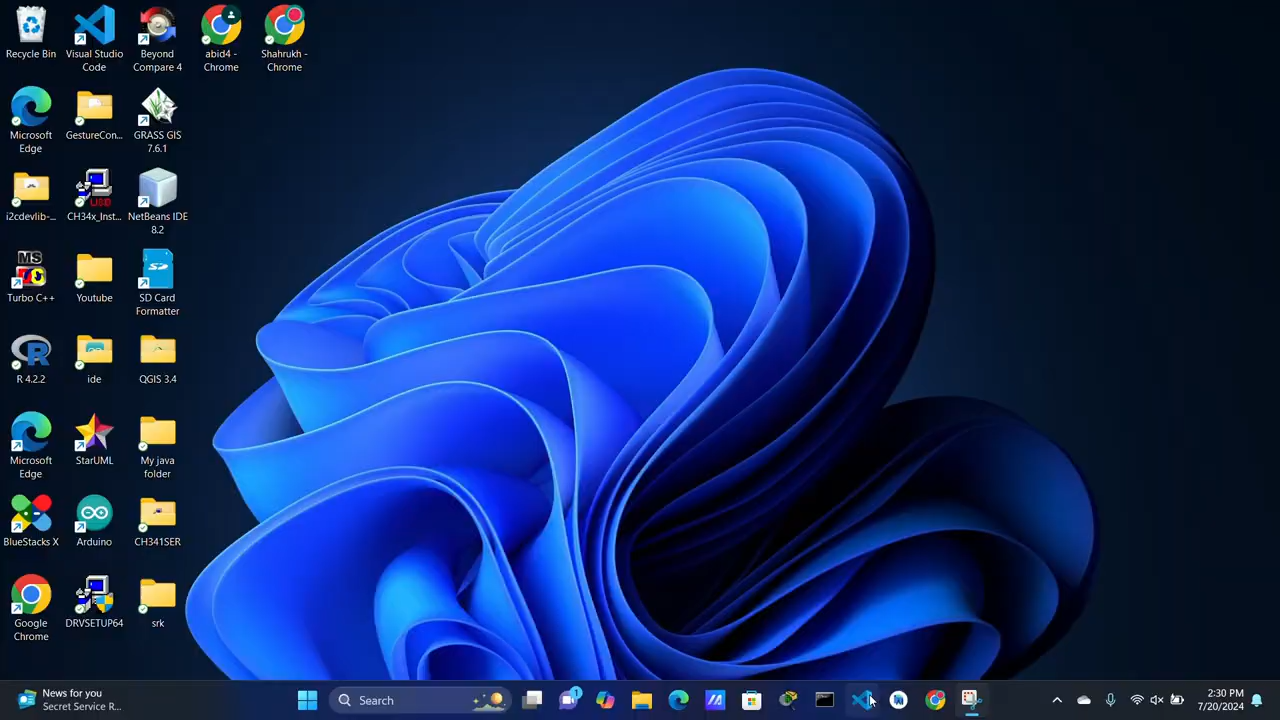 Recycle Bin
Visual Studio
Code
Beyond
Compare 4
abid4 -
Chrome
Shahrukh -
Chrome
Microsoft
Edge
GestureCon...
GRASS GIS
7.6.1
i2cdevlib-...
CH34x_Inst...
NetBeans IDE
8.2
Turbo C++
Youtube
SD Card
Formatter
R 4.2.2
ide
QGIS 3.4
Microsoft
Edge
StarUML
My java
folder
BlueStacks X
Arduino
CH341SER
Google
Chrome
DRVSETUP64
srk
News for you
Secret Service R...
Search
2:30 PM
7/20/2024